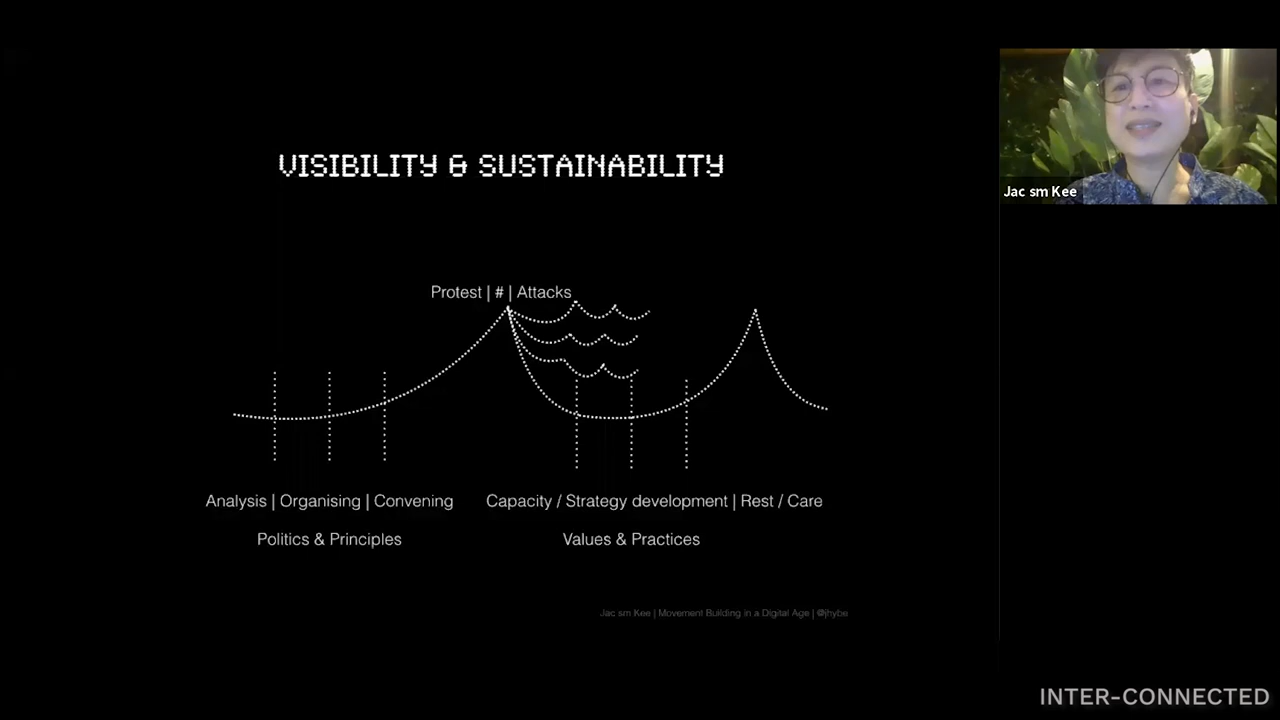 VISIBILITY & SUSTAINABILITY
Protest | # | Attacks
Analysis | Organising | Convening
Capacity / Strategy development | Rest / Care
Politics & Principles
Values & Practices
Jac sm Kee | Movement Building in a Digital Age | @jhybe
Jac sm Kee
INTER-CONNECTED